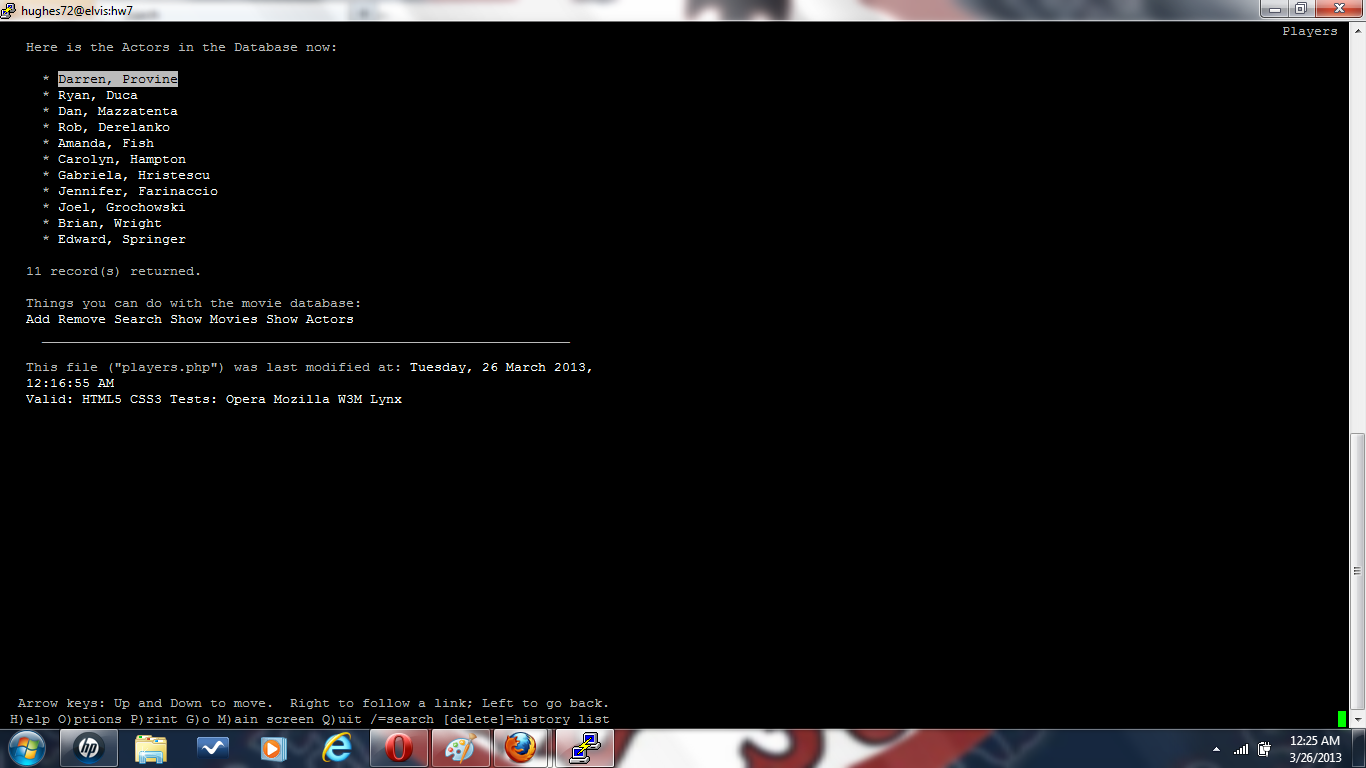 hughes72@elvis:hw7
Players
Here is the Actors in the Database now:
* Darren, Provine
* Ryan, Duca
* Dan, Mazzatenta
* Rob, Derelanko
* Amanda, Fish
* Carolyn, Hampton
* Gabriela, Hristescu
* Jennifer, Farinaccio
* Joel, Grochowski
* Brian, Wright
* Edward, Springer
11 record(s) returned.
Things you can do with the movie database:
Add Remove Search Show Movies Show Actors
This file ("players.php") was last modified at: Tuesday, 26 March 2013,
12:16:55 AM
Valid: HTML5 CSS3 Tests: Opera Mozilla W3M Lynx
Arrow keys: Up and Down to move.  Right to follow a link; Left to go back.
H)elp O)ptions P)rint G)o M)ain screen Q)uit /=search [delete]=history list
hp
12:25 AM
3/26/2013